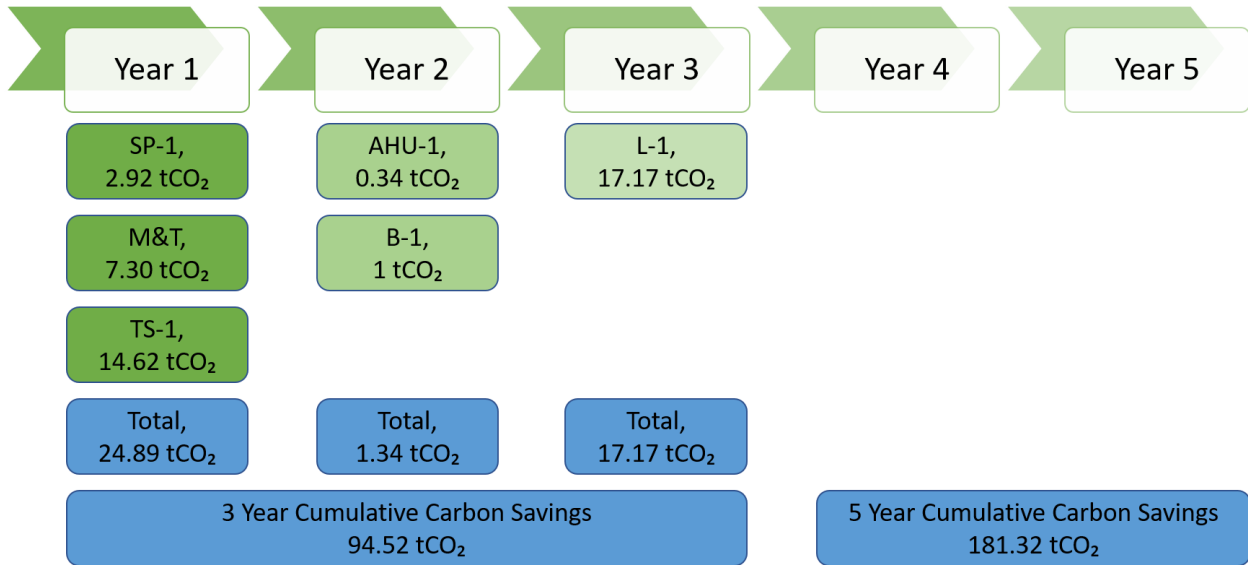 Year 1
Year 2
Year 3
Year 4
Year 5
SP-1,
2.92 tCO₂
AHU-1,
0.34 tCO₂
L-1,
17.17 tCO₂
M&T,
7.30 tCO₂
B-1,
1 tCO₂
TS-1,
14.62 tCO₂
Total,
24.89 tCO₂
Total,
1.34 tCO₂
Total,
17.17 tCO₂
3 Year Cumulative Carbon Savings
94.52 tCO₂
5 Year Cumulative Carbon Savings
181.32 tCO₂